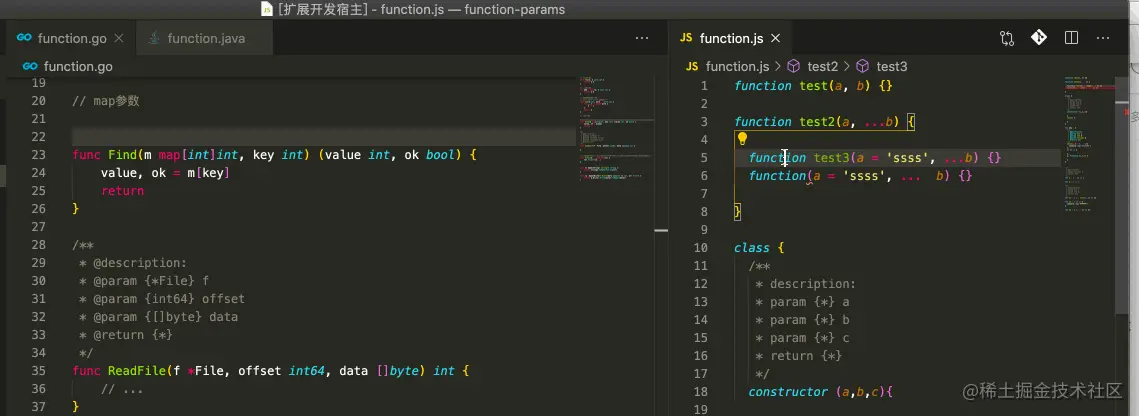 [扩展开发宿主] - function.js — function-params
function.go
function.java
...
function.go
19
20 // map参数
21
22
23 func Find(m map[int]int, key int) (value int, ok bool) {
24 value, ok = m[key]
25 return
26 }
27
28 /**
29 * @description:
30 * @param {*File} f
31 * @param {int64} offset
32 * @param {[]byte} data
33 * @return {*}
34 */
35 func ReadFile(f *File, offset int64, data []byte) int {
36 // ...
37 }
JS function.js
...
JS function.js > test2 > test3
1 function test(a, b) {}
2
3 function test2(a, ...b) {
4
5 function test3(a = 'ssss', ...b) {}
6 function(a = 'ssss', ... b) {}
7
8 }
9
10 class {
11 /**
12 * description:
13 * param {*} a
14 * param {*} b
15 * param {*} c
16 * return {*}
17 */
18 constructor (a,b,c){
19
@稀土掘金技术社区